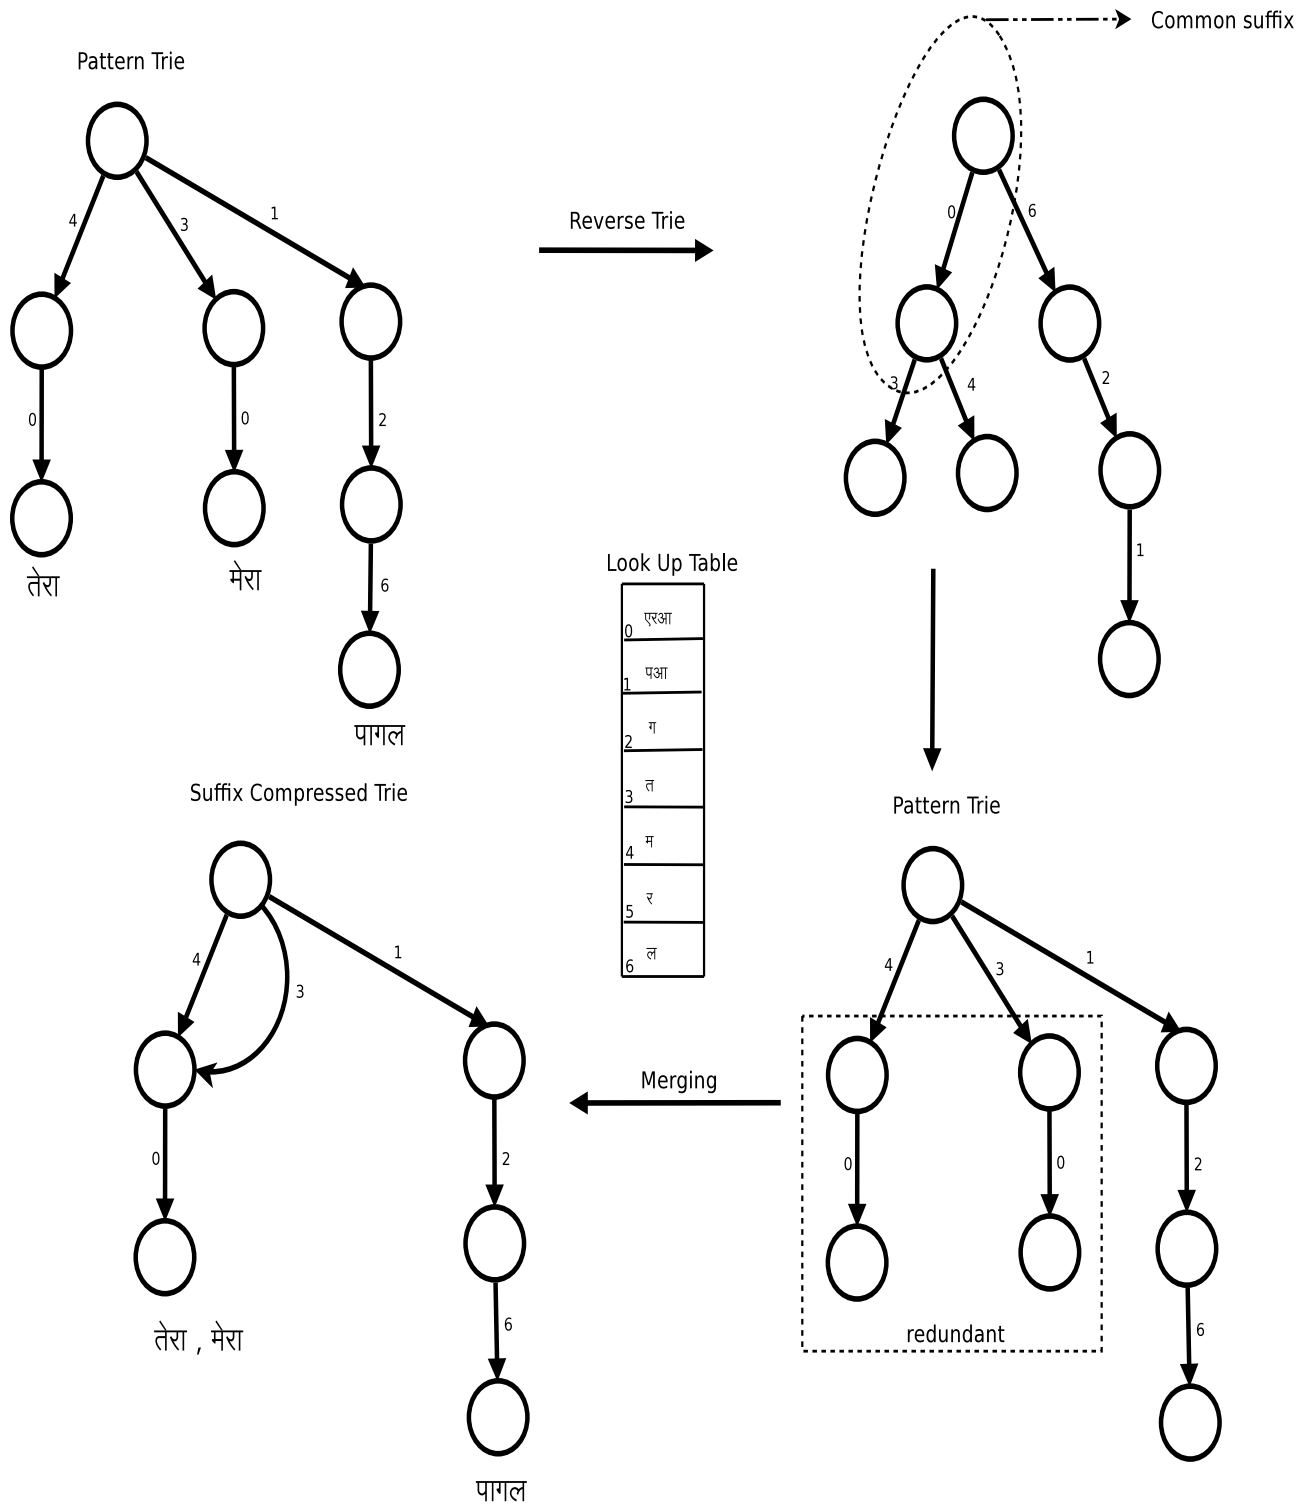 Common suffix
Pattern Trie
4
3
1
0
0
2
6
तेरा
मेरा
पागल
Reverse Trie
0
6
3
4
2
1
Look Up Table
0 एरआ
1 पआ
2 ग
3 त
4 म
5 र
6 ल
Pattern Trie
4
3
1
0
0
2
6
redundant
Merging
Suffix Compressed Trie
4
3
1
0
2
6
तेरा , मेरा
पागल